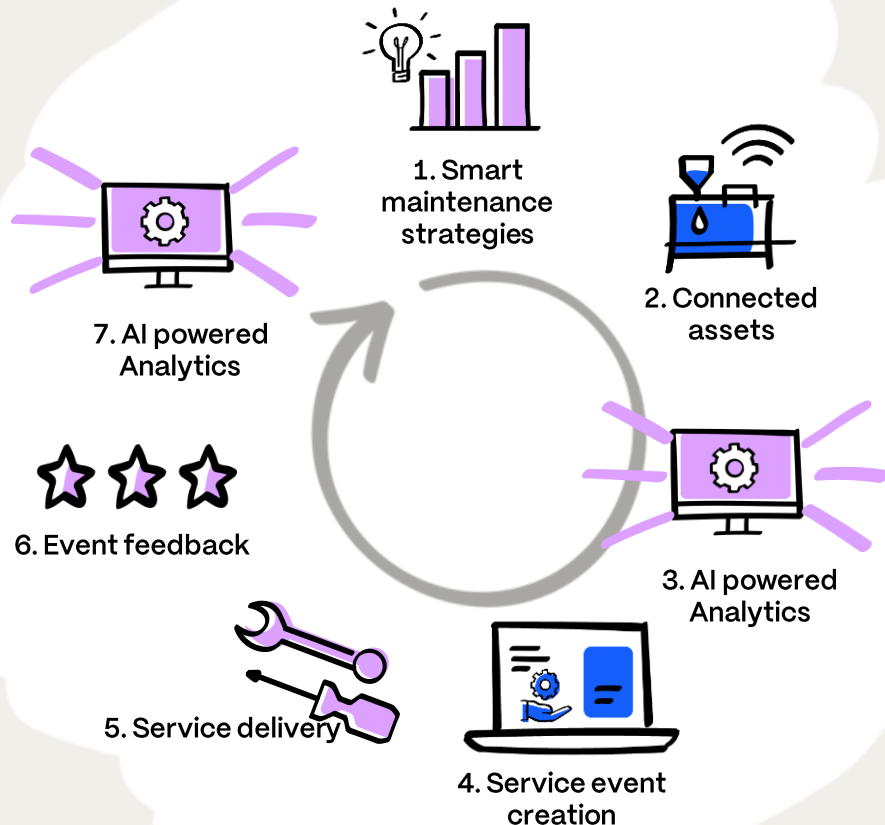 1. Smart
maintenance
strategies
2. Connected
assets
3. AI powered
Analytics
4. Service event
creation
5. Service delivery
6. Event feedback
7. AI powered
Analytics